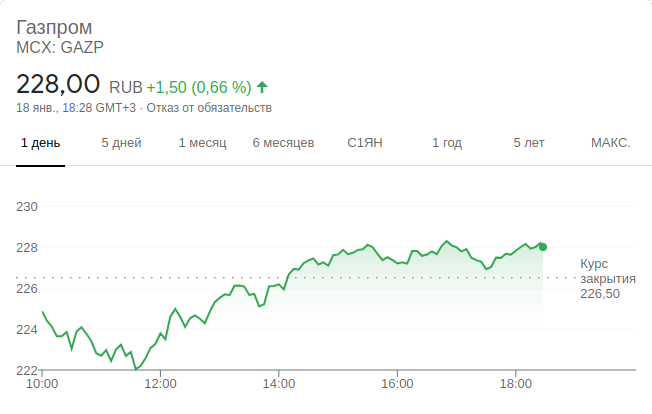 Газпром
MCX: GAZP
228,00 RUB +1,50 (0,66 %)
18 янв., 18:28 GMT+3 · Отказ от обязательств
1 день 5 дней 1 месяц 6 месяцев С1ЯН 1 год 5 лет МАКС.
230
228
Курс
закрытия
226,50
226
224
222
10:00 12:00 14:00 16:00 18:00